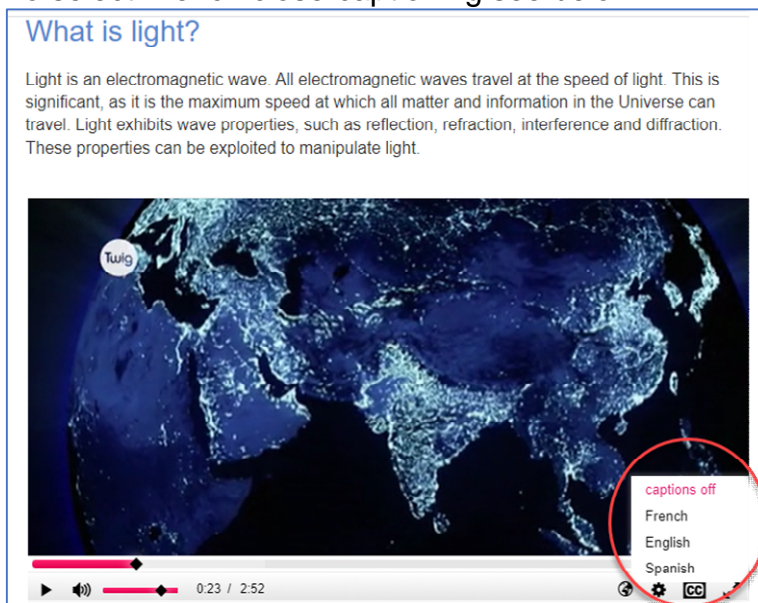 What is light?
Light is an electromagnetic wave. All electromagnetic waves travel at the speed of light. This is
significant, as it is the maximum speed at which all matter and information in the Universe can
travel. Light exhibits wave properties, such as reflection, refraction, interference and diffraction.
These properties can be exploited to manipulate light.
Twig
captions off
French
English
Spanish
0:23 / 2:52
CC